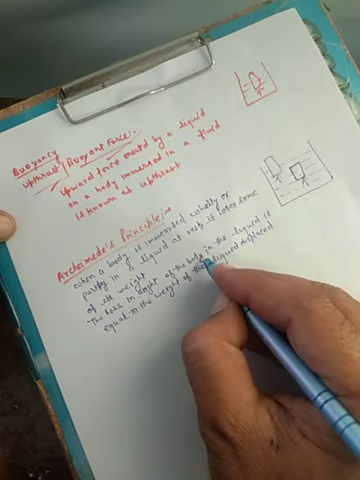 Buoyancy
upthrust | Buoyant Force:
upward force exerted by a liquid
on a body immersed in a fluid
is known as upthrust
Archimede's Principle:-
when a body is immersed wholly or
partly in a liquid at rest, it loses some
of its weight
The loss in weight of the body in the liquid is
equal to the weight of the liquid displaced